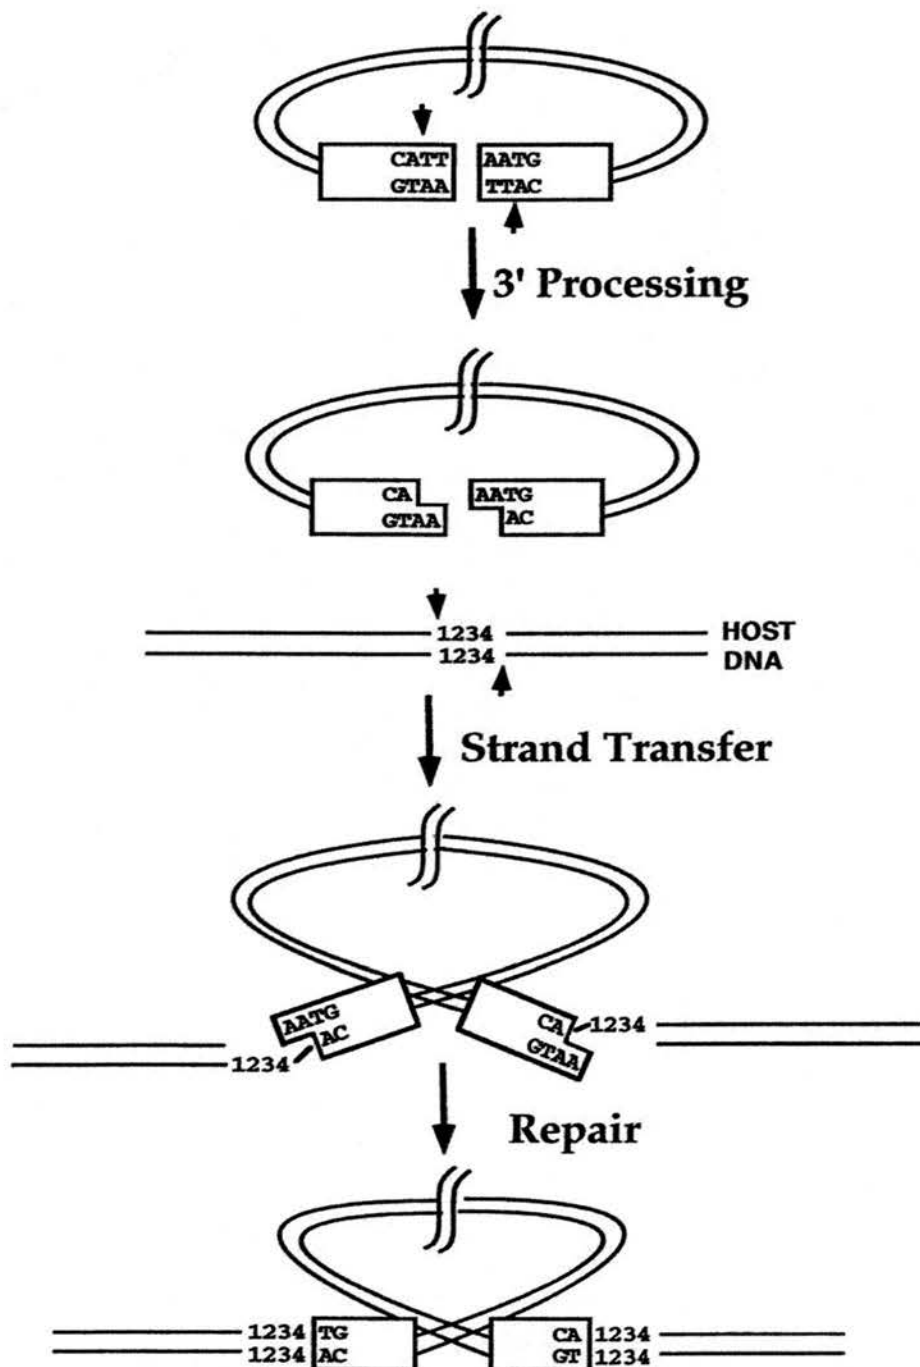 CATT AATG
GTAA TTAC
3' Processing
CA AATG
GTAA AC
1234 HOST
1234 DNA
Strand Transfer
AATG CA 1234
1234 AC GTAA
Repair
1234 TG CA 1234
1234 AC GT 1234